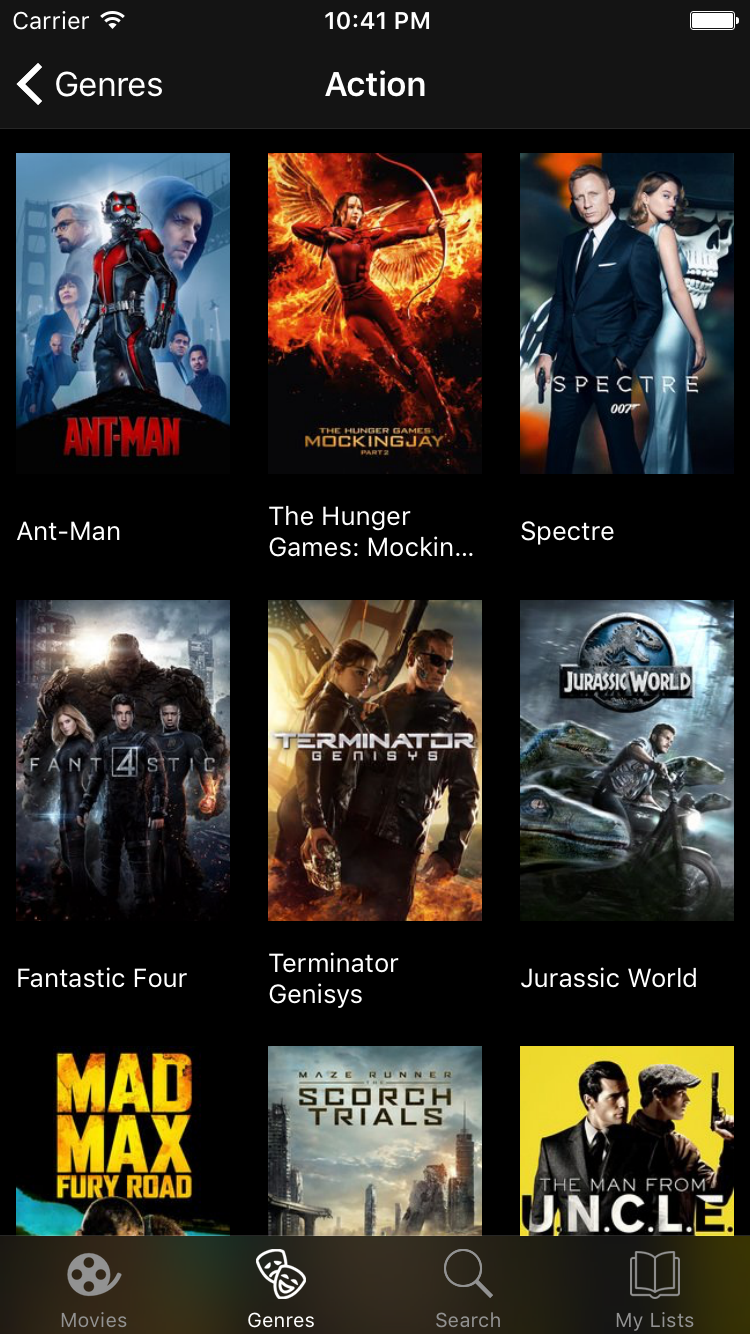 Carrier 10:41 PM
Genres Action
ANT-MAN
THE HUNGER GAMES:
MOCKINGJAY
PART 2
SPECTRE
007
Ant-Man
The Hunger
Games: Mockin...
Spectre
FANT4STIC
TERMINATOR
GENISYS
JURASSIC WORLD
Fantastic Four
Terminator
Genisys
Jurassic World
MAD
MAX
FURY ROAD
MAZE RUNNER
THE
SCORCH
TRIALS
THE MAN FROM
U.N.C.L.E.
Movies Genres Search My Lists